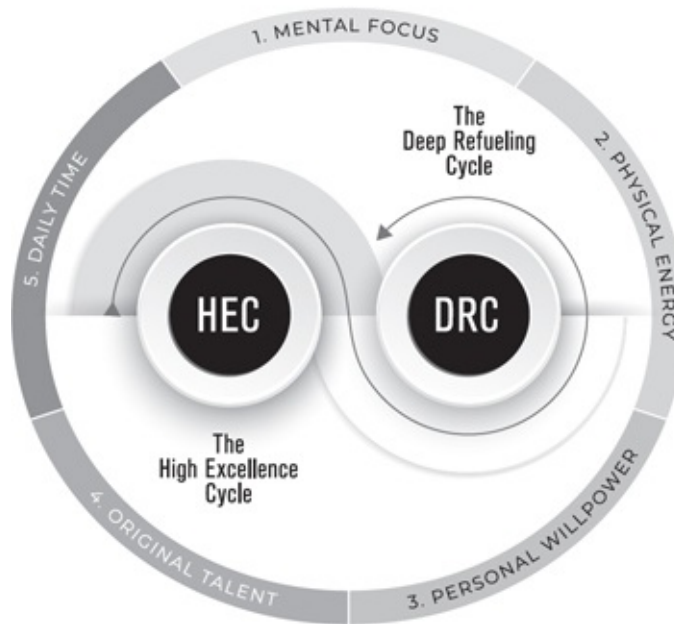 1. MENTAL FOCUS
The
Deep Refueling
Cycle
2. PHYSICAL ENERGY
5. DAILY TIME
HEC
DRC
The
High Excellence
Cycle
4. ORIGINAL TALENT
3. PERSONAL WILLPOWER